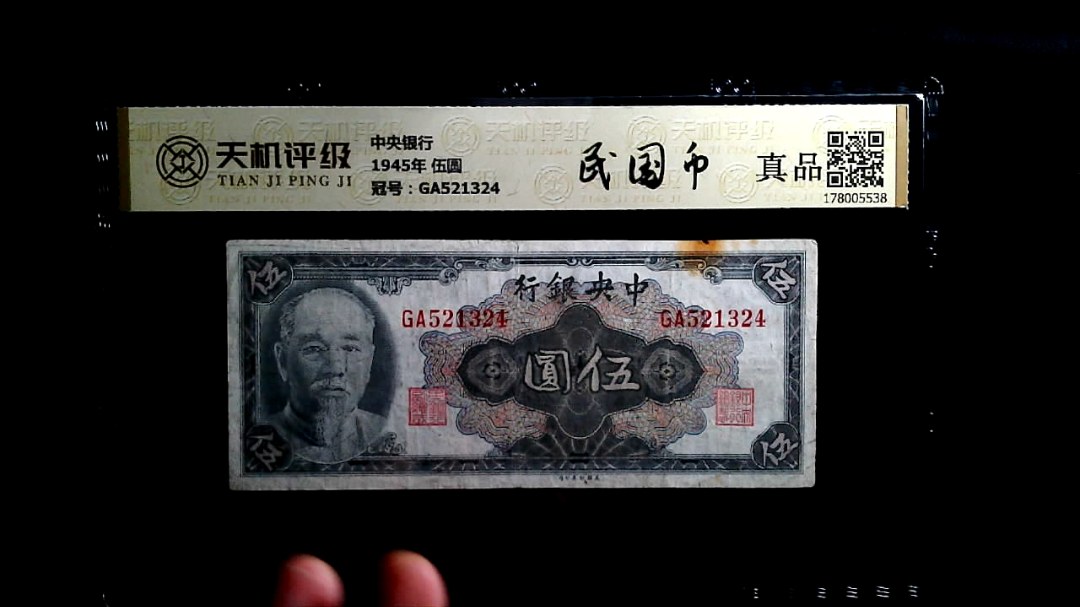 天机评级
TIAN JI PING JI
中央银行
1945年 伍圆
冠号：GA521324
民国币
真品
178005538
伍
伍
行銀央中
GA521324
GA521324
圓伍
伍
伍